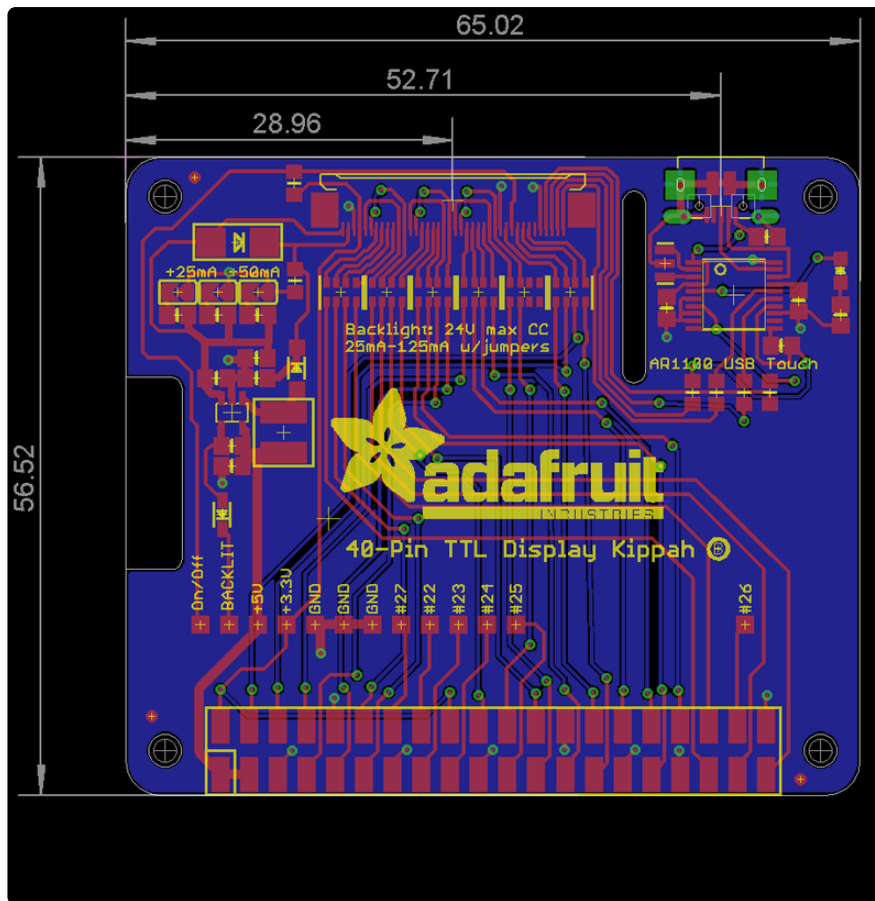 65.02
52.71
28.96
56.52
+25mA +50mA
Backlight: 24V max CC
25mA-125mA w/jumpers
AR1100 USB Touch
adafruit
INDUSTRIES
40-Pin TTL Display Kippah
On/Off
BACKLIT
+5V
+3.3V
GND
GND
GND
#27
#22
#23
#24
#25
#26